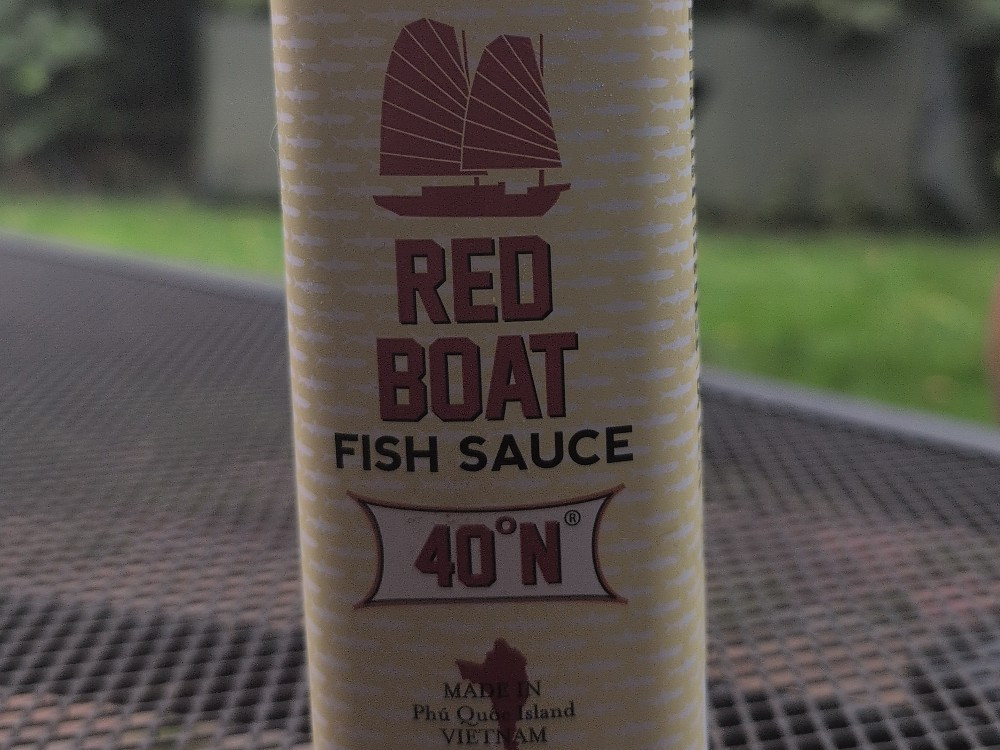 RED
BOAT
FISH SAUCE
40°N®
MADE IN
Phú Quốc Island
VIETNAM